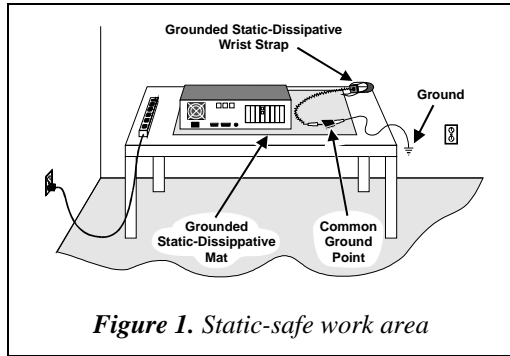 Grounded Static-Dissipative
Wrist Strap
Ground
Grounded
Static-Dissippative
Mat
Common
Ground
Point
Figure 1. Static-safe work area